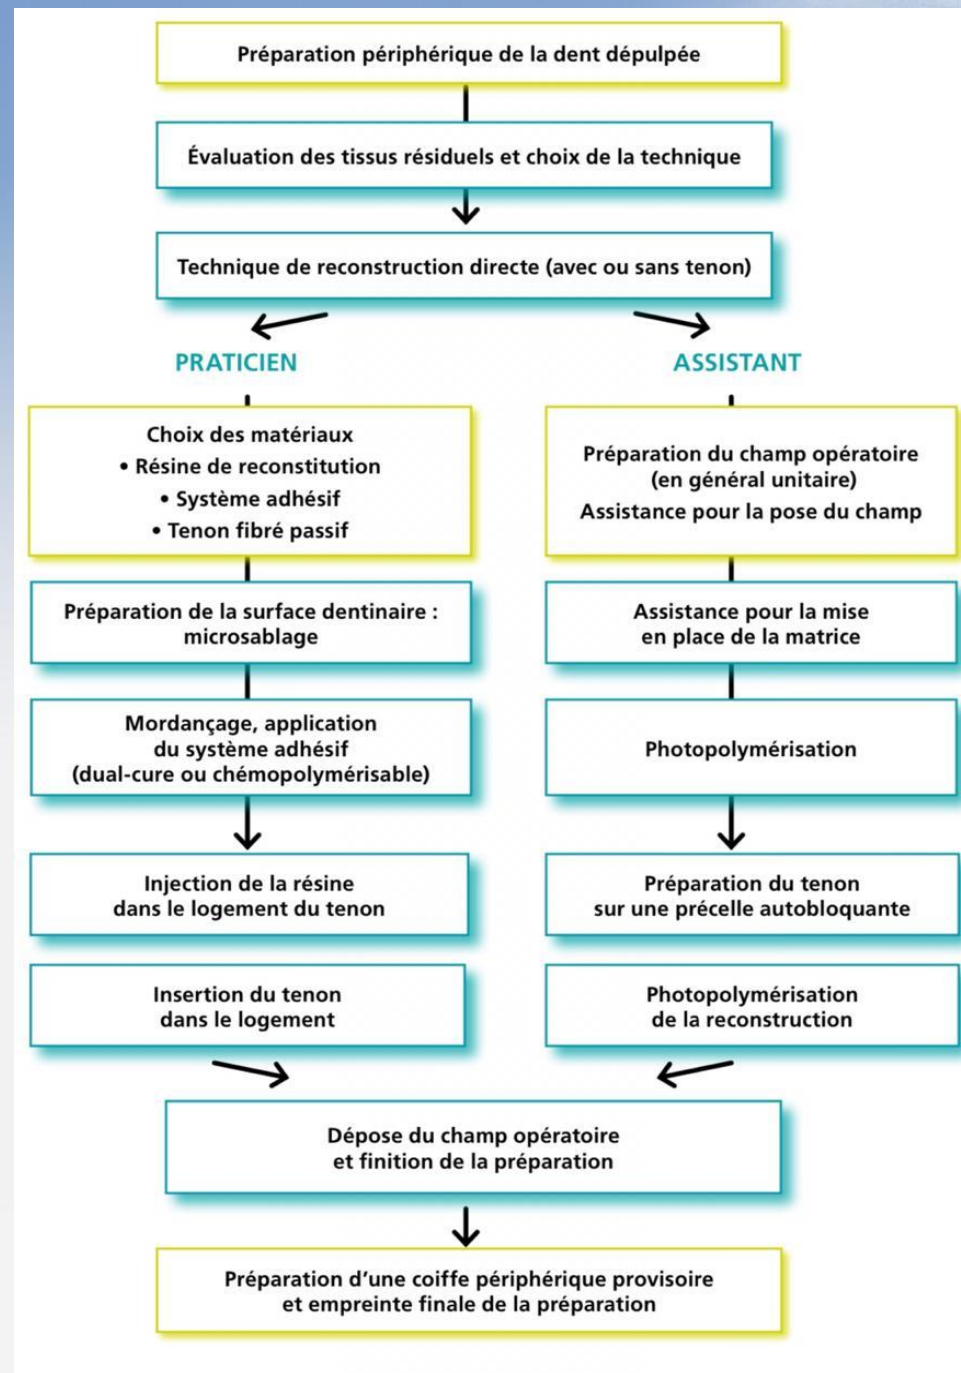 Préparation périphérique de la dent dépulpée
Évaluation des tissus résiduels et choix de la technique
Technique de reconstruction directe (avec ou sans tenon)
PRATICIEN
Choix des matériaux
• Résine de reconstitution
• Système adhésif
• Tenon fibré passif
Préparation de la surface dentinaire :
microsablage
Mordançage, application
du système adhésif
(dual-cure ou chémopolymérisable)
Injection de la résine
dans le logement du tenon
Insertion du tenon
dans le logement
ASSISTANT
Préparation du champ opératoire
(en général unitaire)
Assistance pour la pose du champ
Assistance pour la mise
en place de la matrice
Photopolymérisation
Préparation du tenon
sur une précelle autobloquante
Photopolymérisation
de la reconstruction
Dépose du champ opératoire
et finition de la préparation
Préparation d’une coiffe périphérique provisoire
et empreinte finale de la préparation